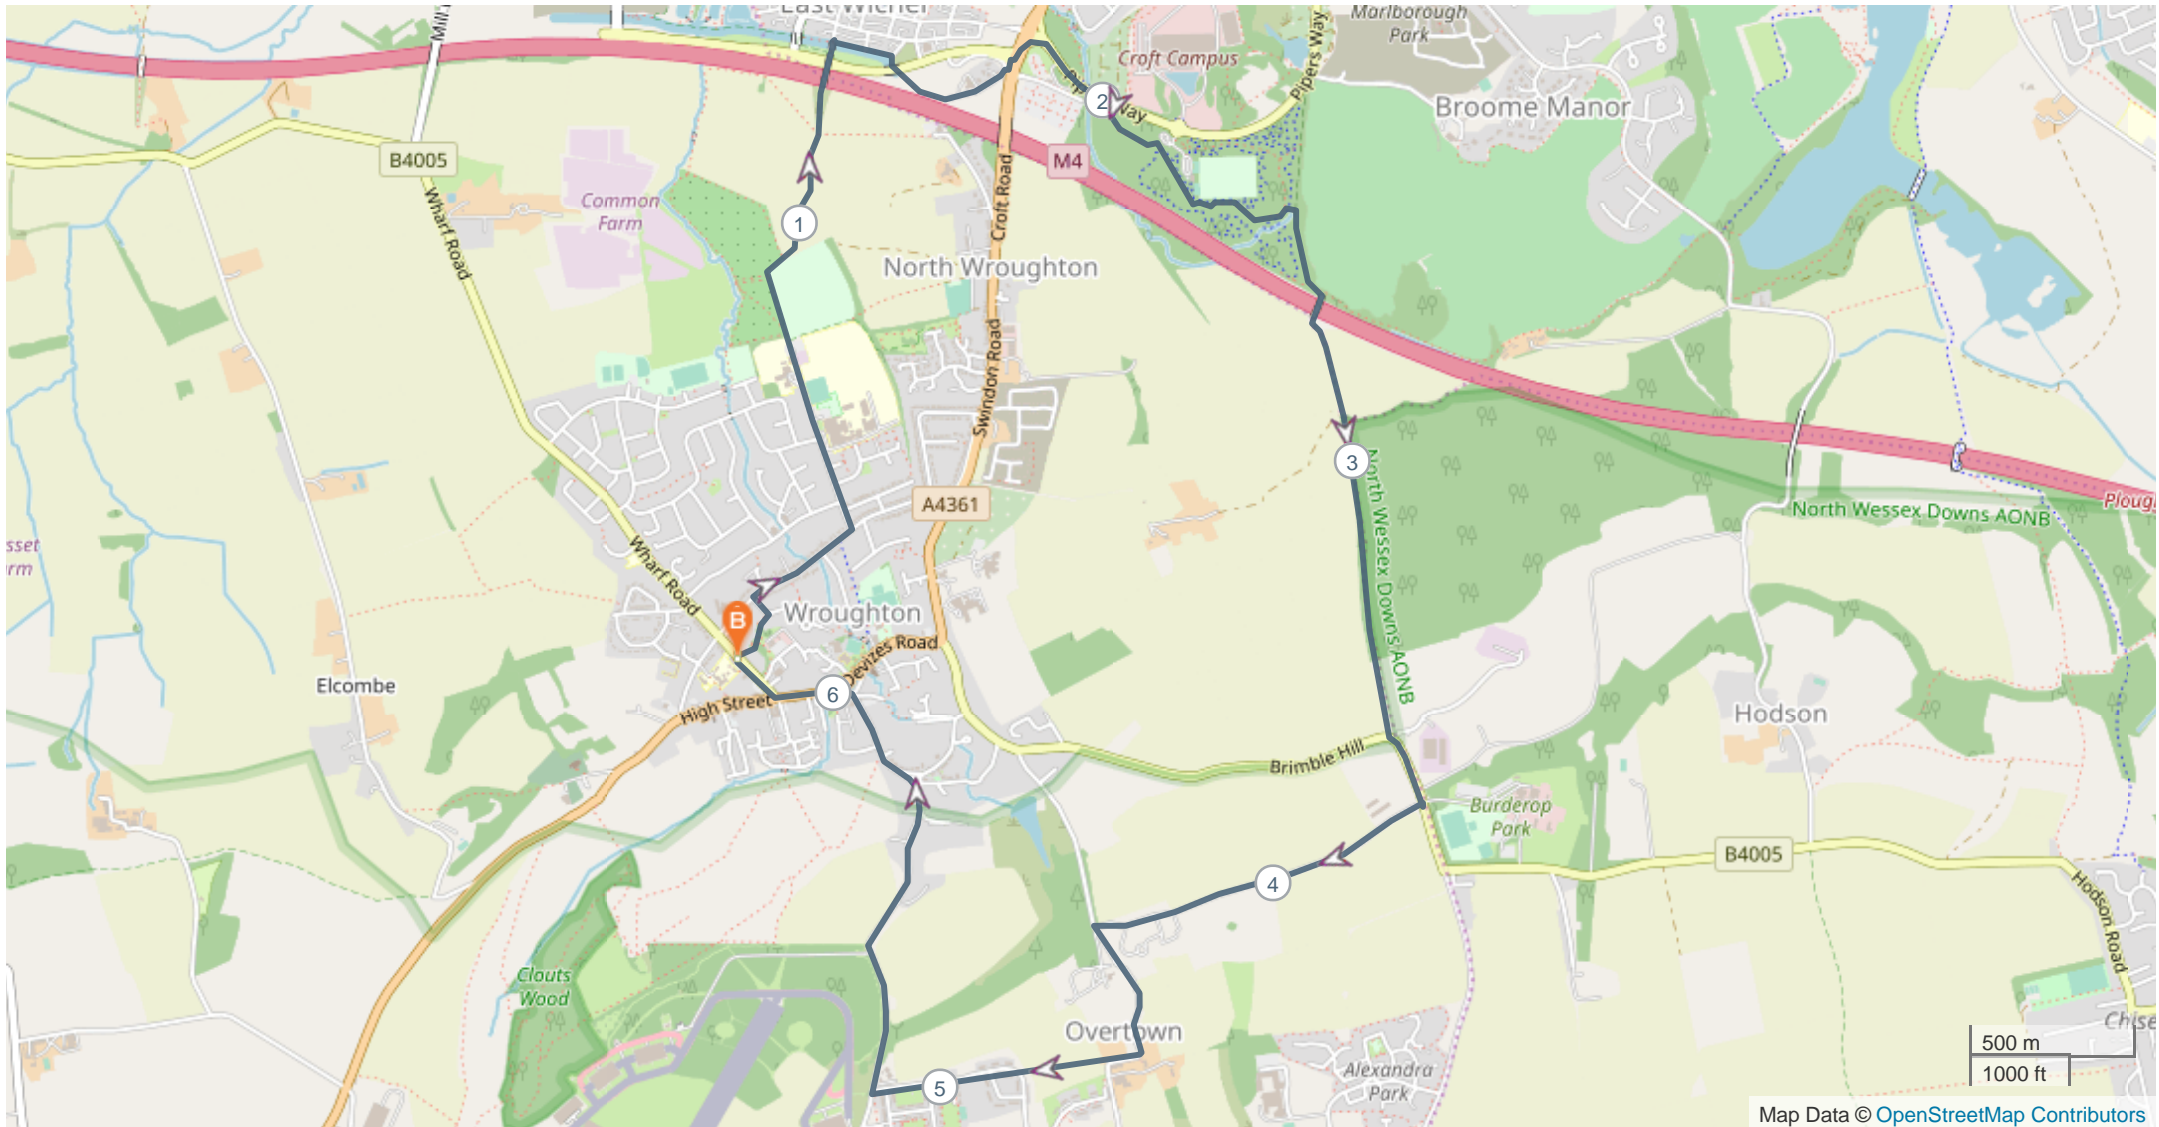 East Wichel
Marlborough
Park
Croft Campus
Pipers Way
Way
2
Broome Manor
B4005
M4
Common
Farm
Wharf Road
1
Croft Road
North Wroughton
Swindon Road
A4361
3
North Wessex Downs AONB
North Wessex Downs AONB
Wharf Road
B
Wroughton
Devizes Road
6
High Street
Elcombe
Hodson
Brimble Hill
Burderop
Park
B4005
Hodson Road
4
Clouts
Wood
Overtown
5
Alexandra
Park
500 m
1000 ft
Map Data © OpenStreetMap Contributors